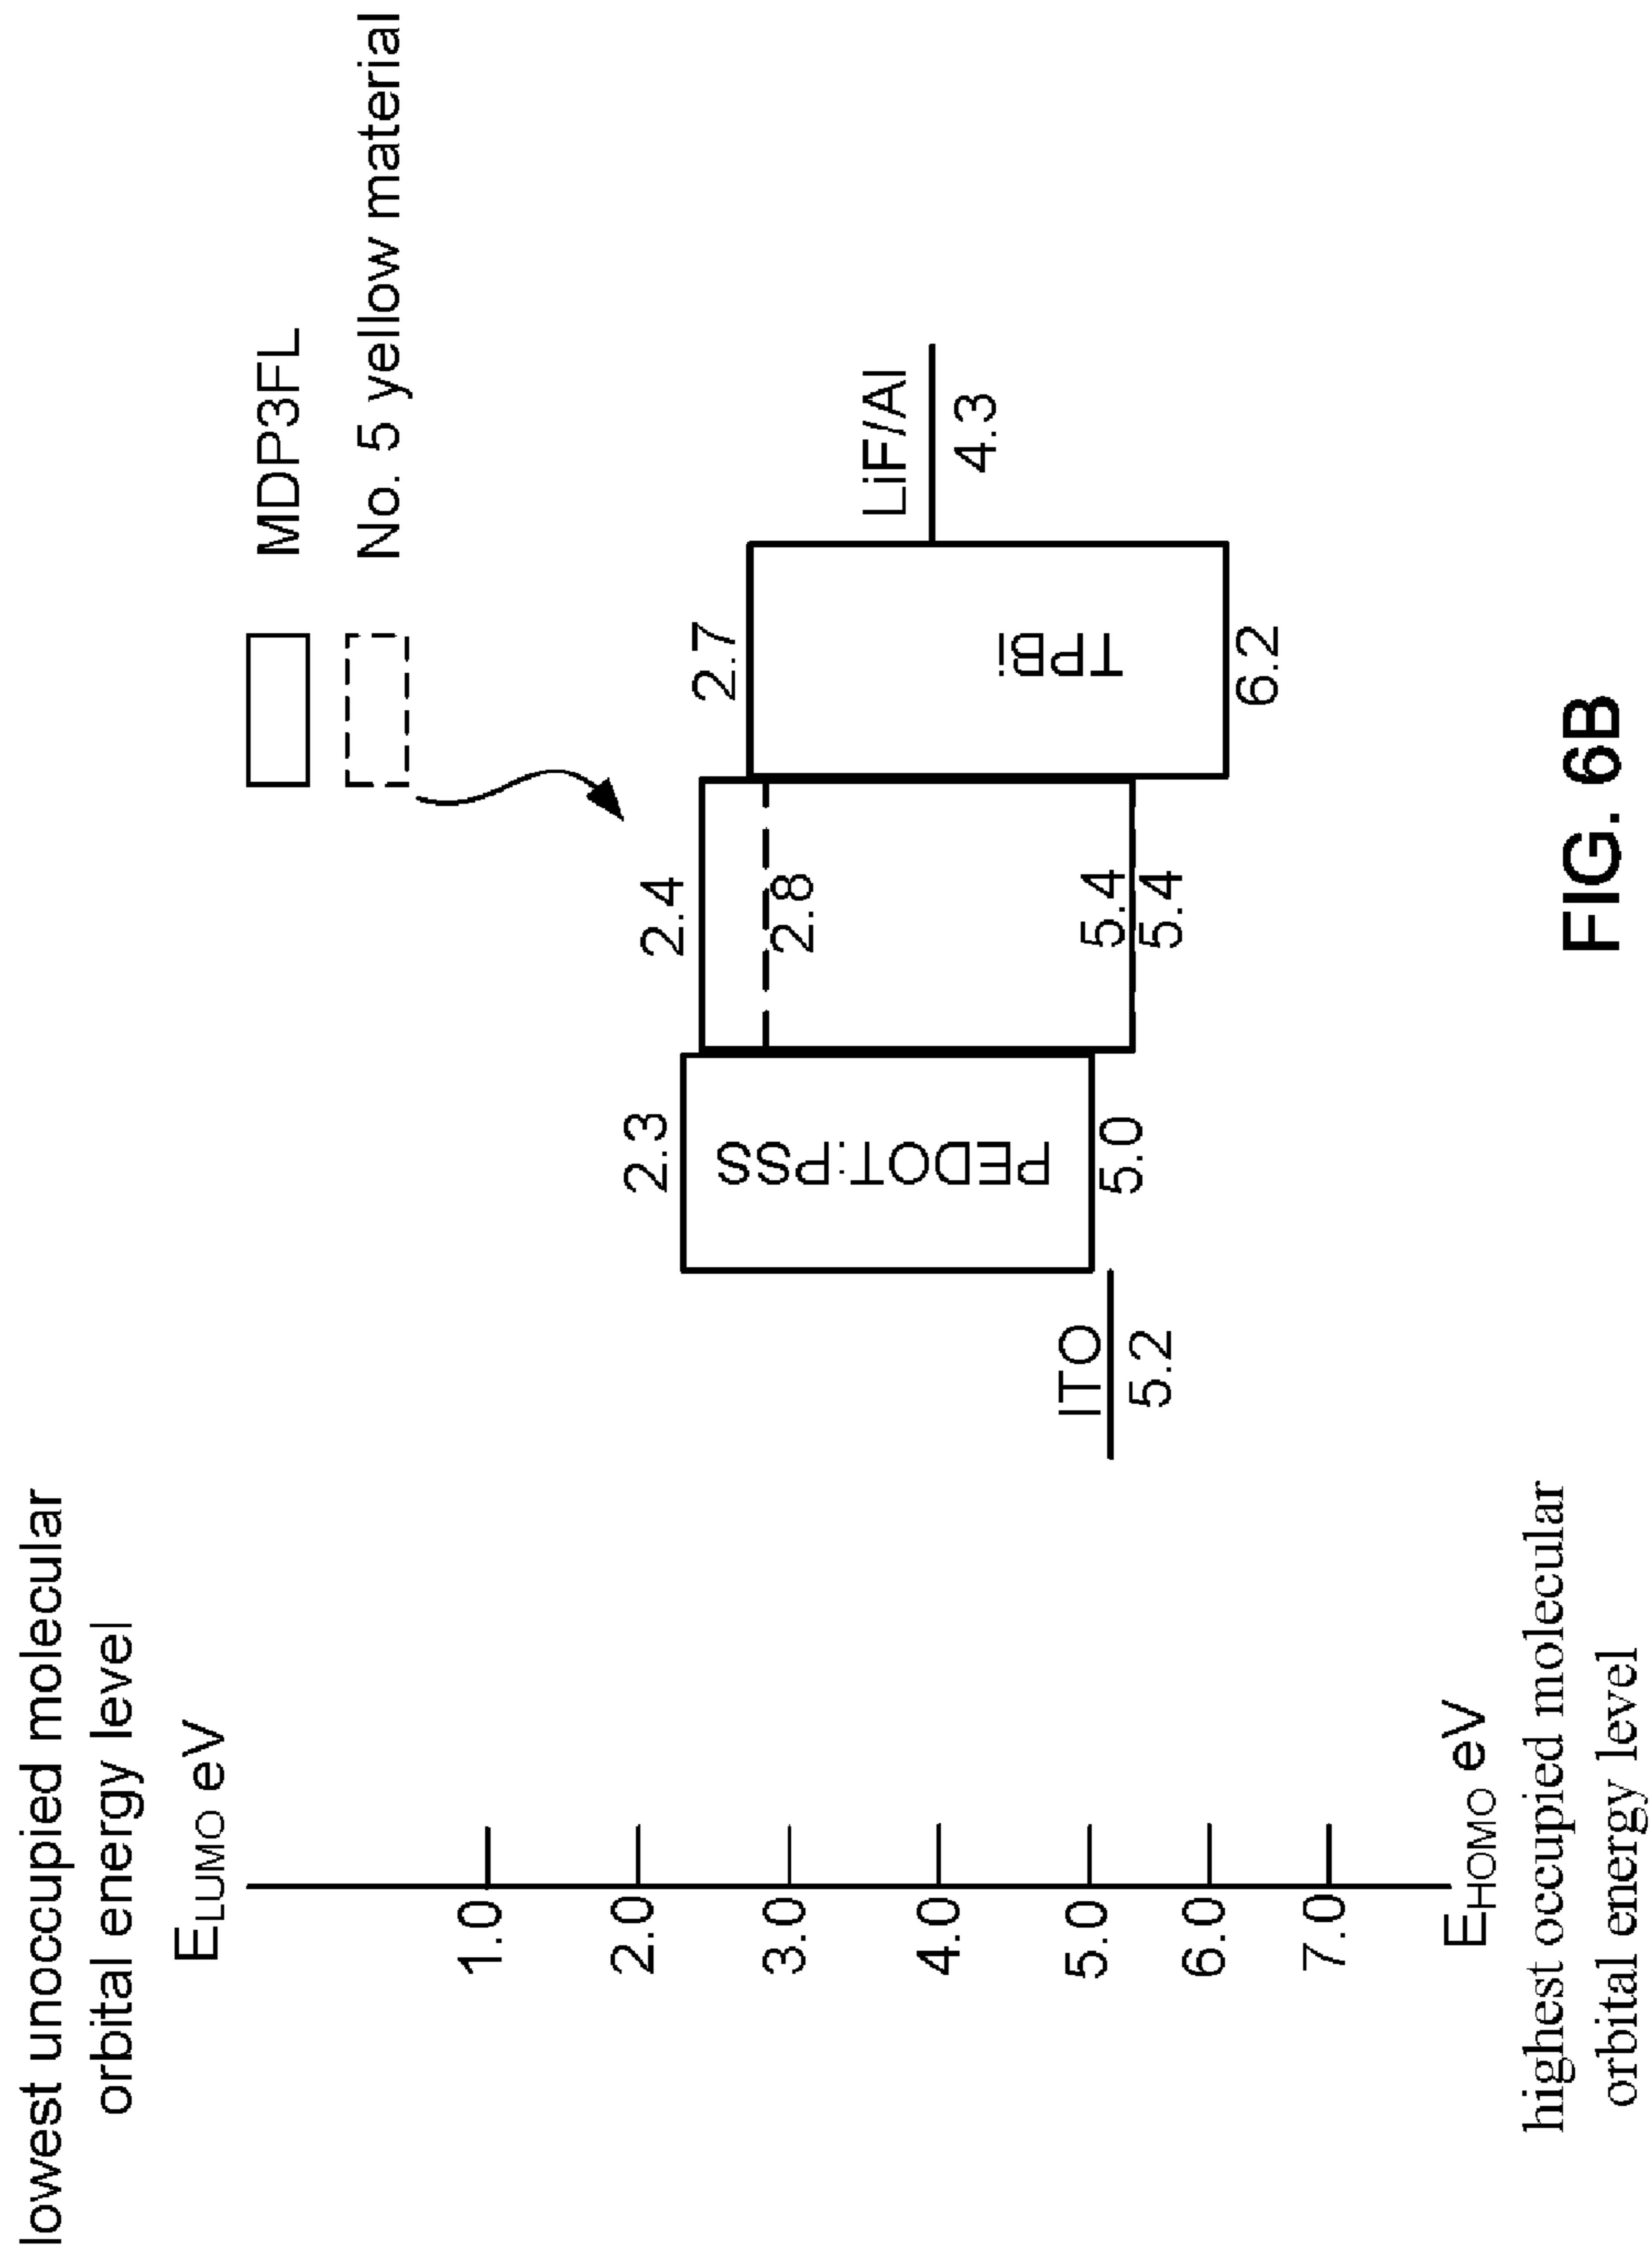 lowest unoccupied molecular
orbital energy level
E_LUMO eV
1.0
2.0
3.0
4.0
5.0
6.0
7.0
E_HOMO eV
highest occupied molecular
orbital energy level
MDP3FL
No. 5 yellow material
ITO
5.2
2.3
PEDOT:PSS
5.0
2.4
2.8
5.4
5.4
2.7
TPBi
6.2
LiF/Al
4.3
FIG. 6B